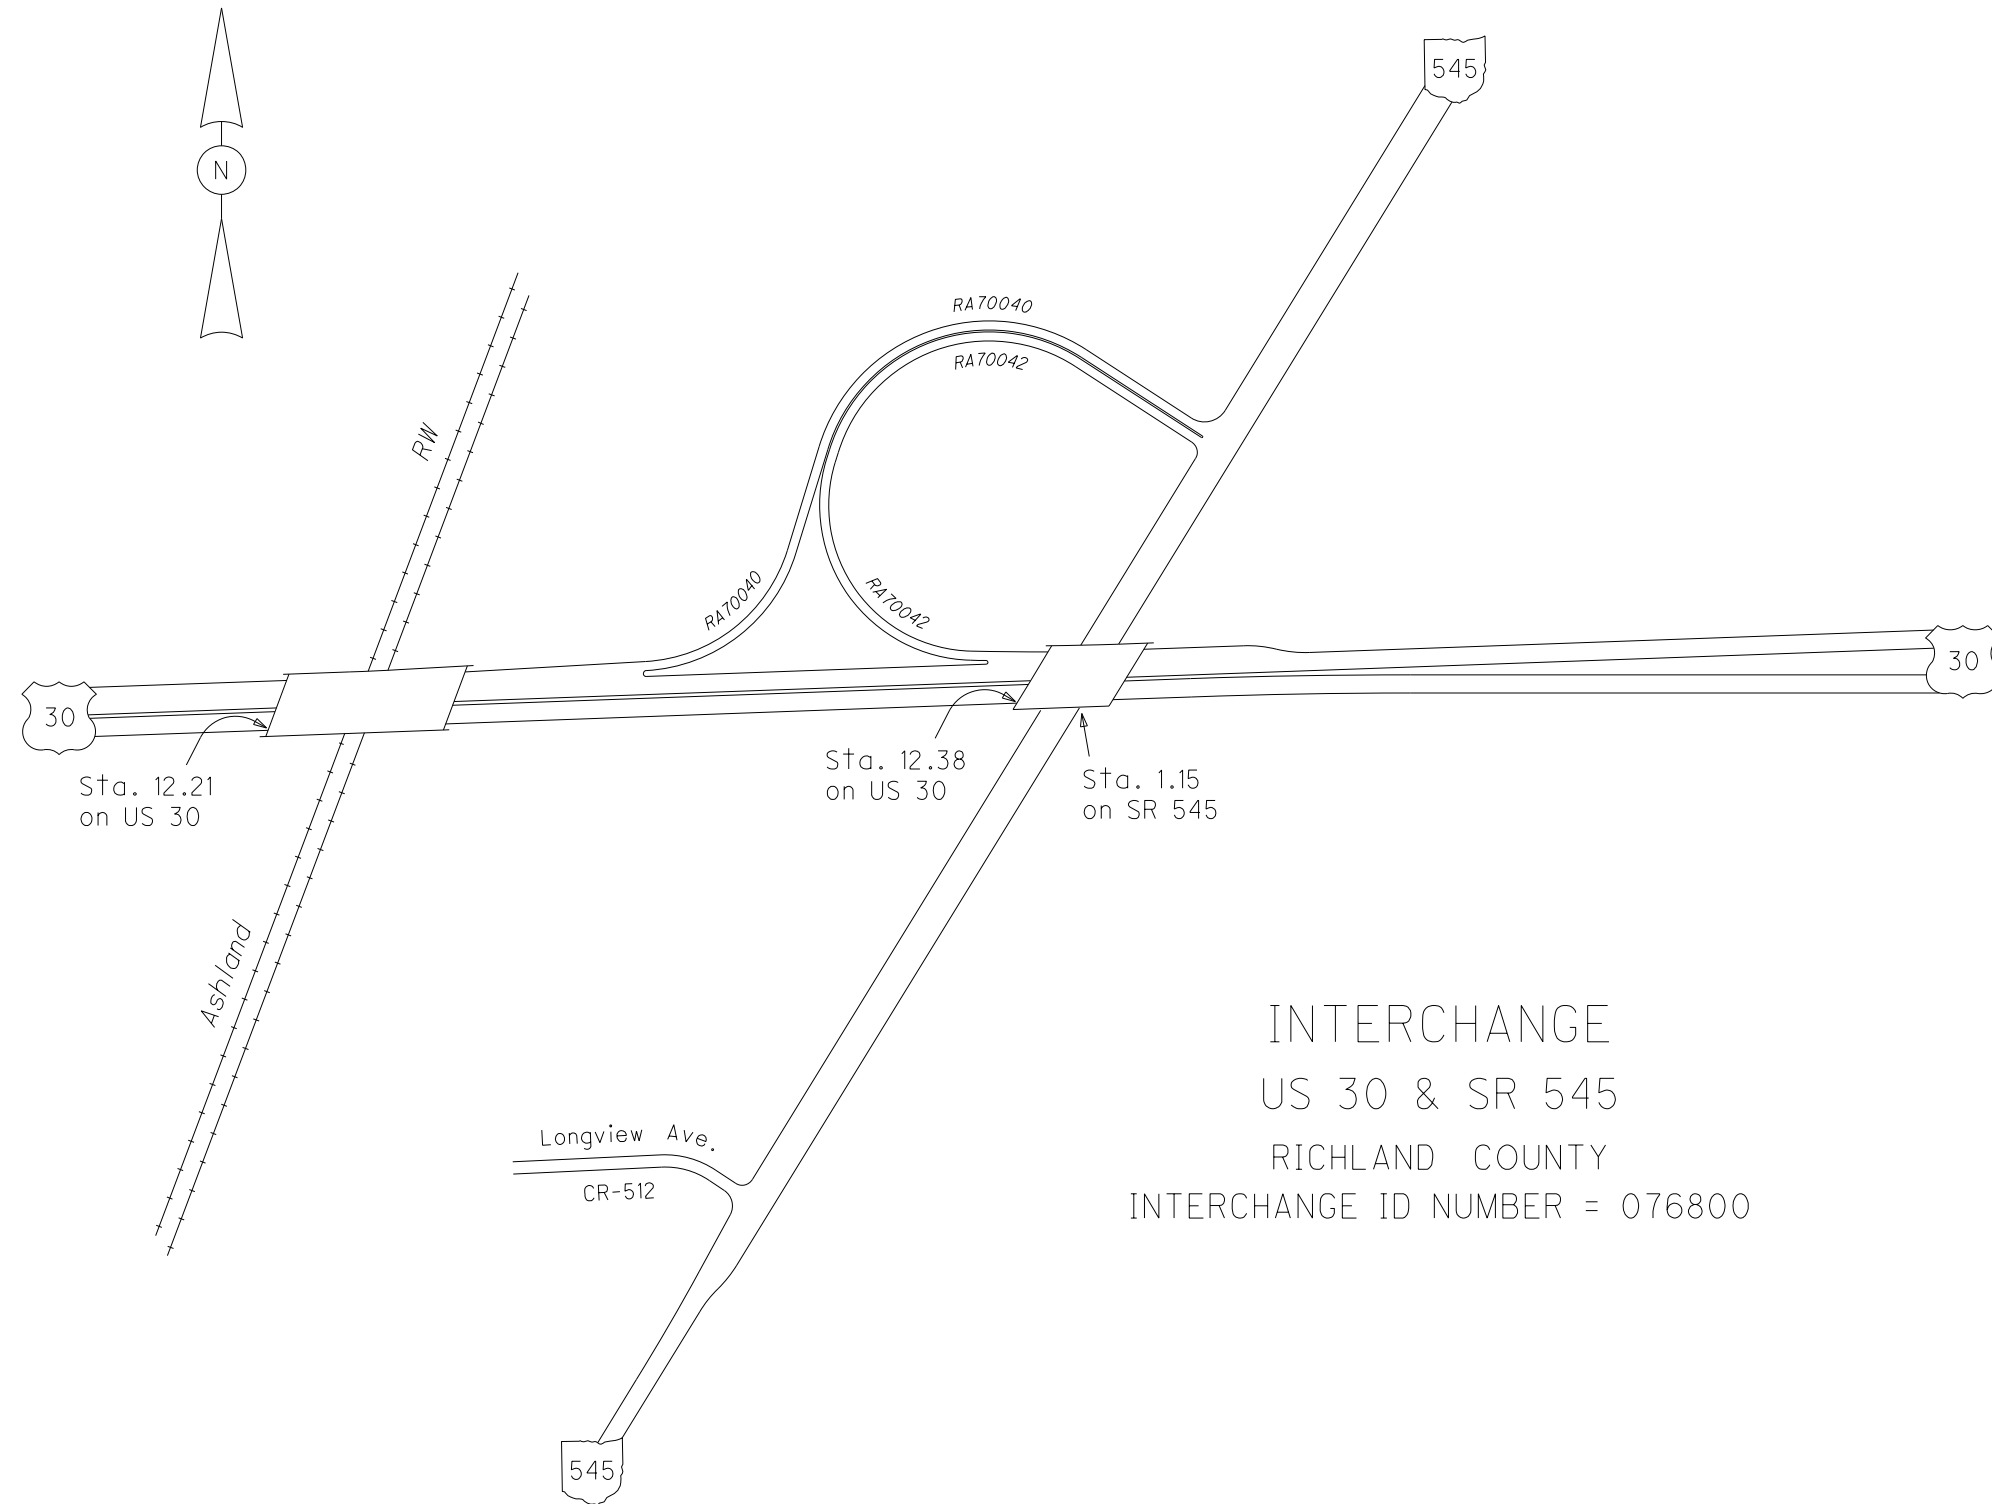 545
N
RA70040
RA70042
RW
RA70040
RA70042
30
30
Sta. 12.21
on US 30
Sta. 12.38
on US 30
Sta. 1.15
on SR 545
Ashland
INTERCHANGE
US 30 & SR 545
RICHLAND COUNTY
INTERCHANGE ID NUMBER = 076800
Longview Ave.
CR-512
545